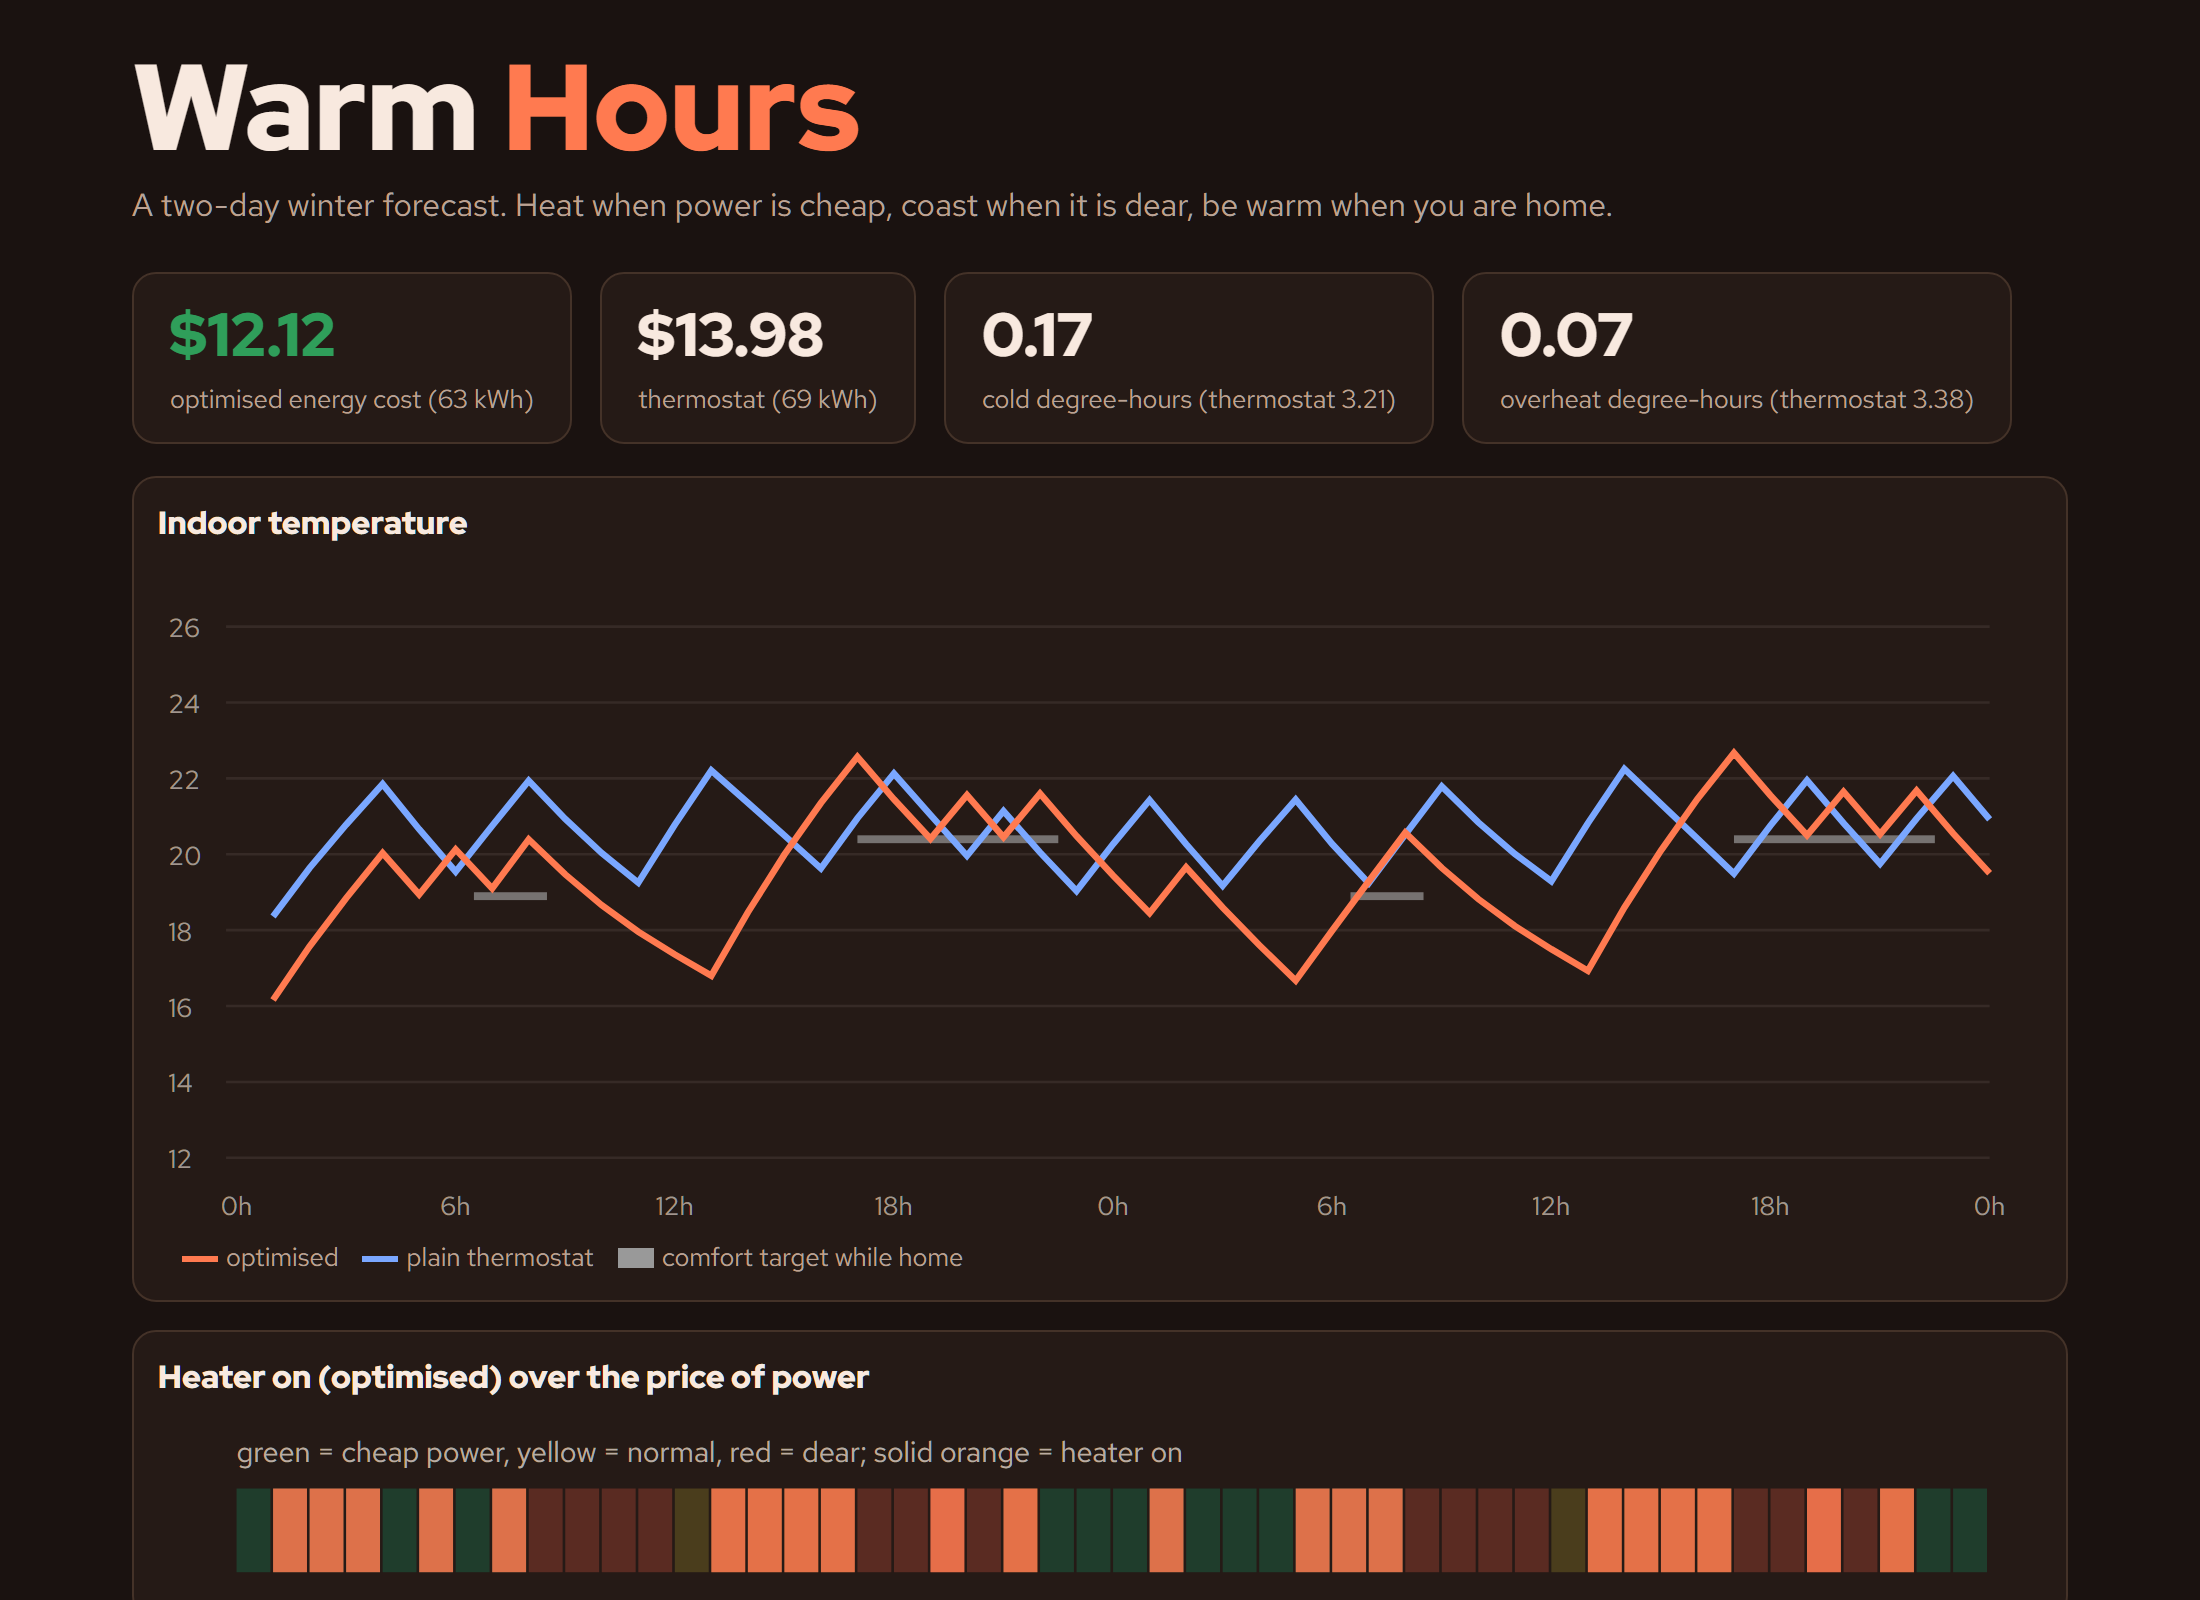 Warm Hours
A two-day winter forecast. Heat when power is cheap, coast when it is dear, be warm when you are home.
$12.12
optimised energy cost (63 kWh)
$13.98
thermostat (69 kWh)
0.17
cold degree-hours (thermostat 3.21)
0.07
overheat degree-hours (thermostat 3.38)
Indoor temperature
26
24
22
20
18
16
14
12
0h 6h 12h 18h 0h 6h 12h 18h 0h
optimised plain thermostat comfort target while home
Heater on (optimised) over the price of power
green = cheap power, yellow = normal, red = dear; solid orange = heater on